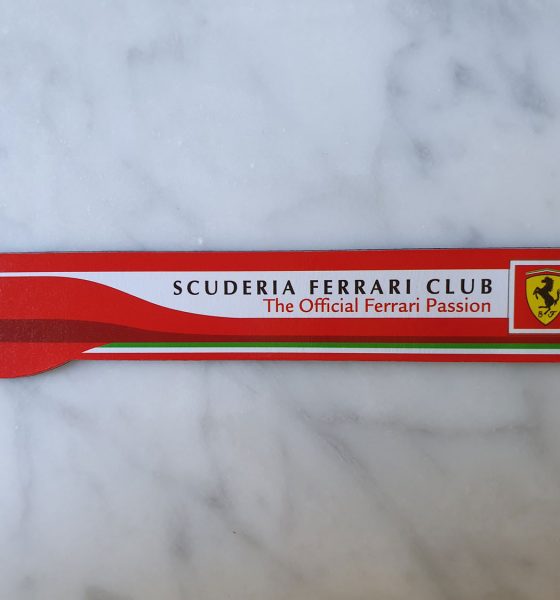 SCUDERIA FERRARI CLUB
The Official Ferrari Passion
S F